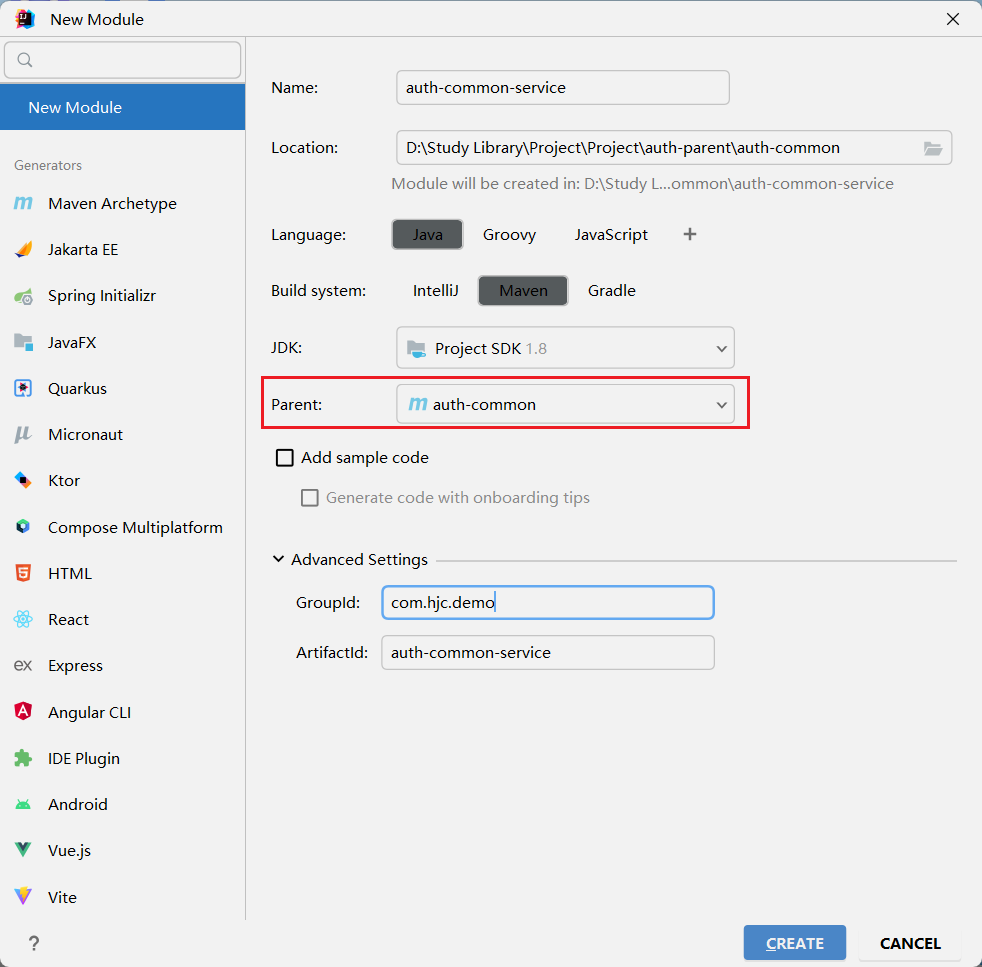 New Module
New Module
Generators
Maven Archetype
Jakarta EE
Spring Initializr
JavaFX
Quarkus
Micronaut
Ktor
Compose Multiplatform
HTML
React
ex Express
Angular CLI
IDE Plugin
Android
Vue.js
Vite
?
Name: auth-common-service
Location: D:\Study Library\Project\Project\auth-parent\auth-common
Module will be created in: D:\Study L...ommon\auth-common-service
Language: Java Groovy JavaScript +
Build system: IntelliJ Maven Gradle
JDK: Project SDK 1.8
Parent: m auth-common
Add sample code
Generate code with onboarding tips
Advanced Settings
GroupId: com.hjc.demo
ArtifactId: auth-common-service
CREATE CANCEL